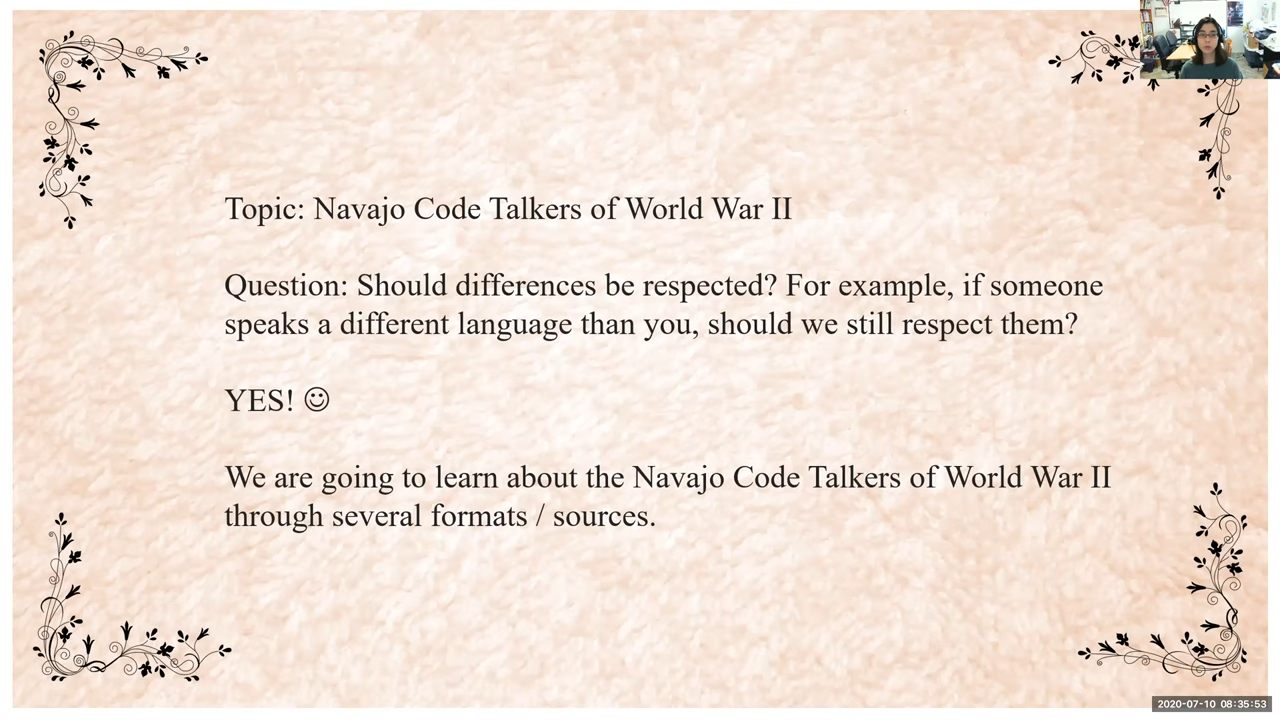 Topic: Navajo Code Talkers of World War II
Question: Should differences be respected? For example, if someone
speaks a different language than you, should we still respect them?
YES! ☺
We are going to learn about the Navajo Code Talkers of World War II
through several formats / sources.
2020-07-10 08:35:53